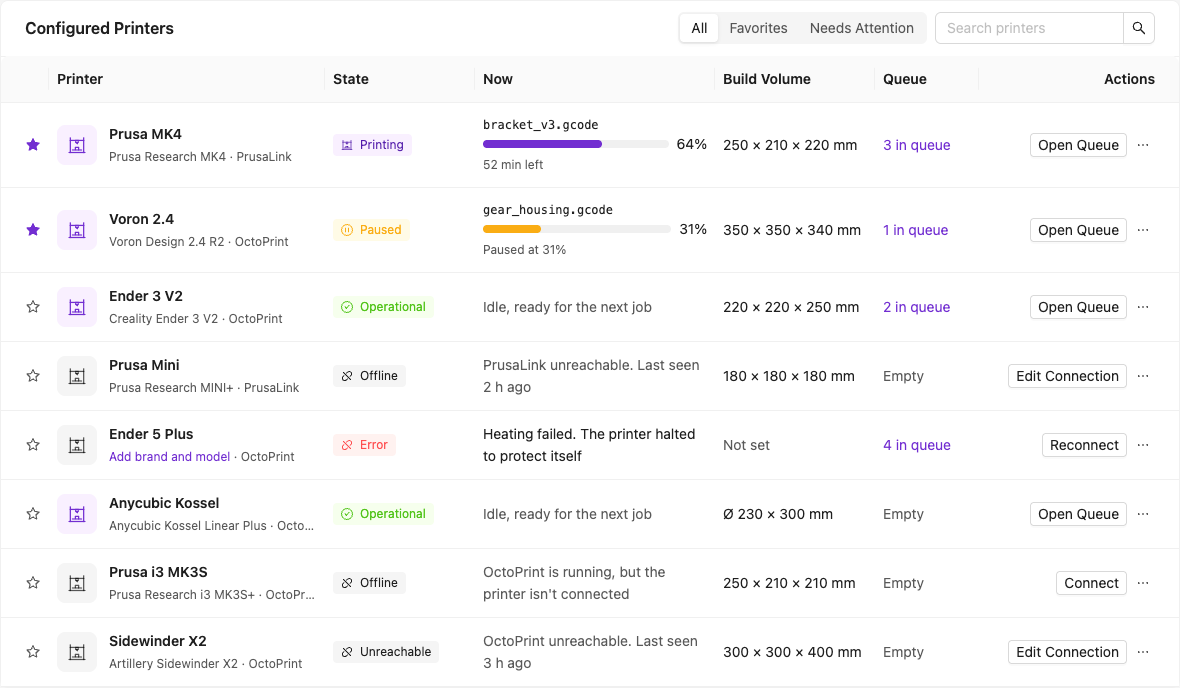 Configured Printers
All Favorites Needs Attention Search printers
Printer State Now Build Volume Queue Actions
Prusa MK4
Prusa Research MK4 · PrusaLink
Printing
bracket_v3.gcode
64%
52 min left
250 × 210 × 220 mm
3 in queue
Open Queue
Voron 2.4
Voron Design 2.4 R2 · OctoPrint
Paused
gear_housing.gcode
31%
Paused at 31%
350 × 350 × 340 mm
1 in queue
Open Queue
Ender 3 V2
Creality Ender 3 V2 · OctoPrint
Operational
Idle, ready for the next job
220 × 220 × 250 mm
2 in queue
Open Queue
Prusa Mini
Prusa Research MINI+ · PrusaLink
Offline
PrusaLink unreachable. Last seen
2 h ago
180 × 180 × 180 mm
Empty
Edit Connection
Ender 5 Plus
Add brand and model · OctoPrint
Error
Heating failed. The printer halted
to protect itself
Not set
4 in queue
Reconnect
Anycubic Kossel
Anycubic Kossel Linear Plus · Octo...
Operational
Idle, ready for the next job
Ø 230 × 300 mm
Empty
Open Queue
Prusa i3 MK3S
Prusa Research i3 MK3S+ · OctoPr...
Offline
OctoPrint is running, but the
printer isn't connected
250 × 210 × 210 mm
Empty
Connect
Sidewinder X2
Artillery Sidewinder X2 · OctoPrint
Unreachable
OctoPrint unreachable. Last seen
3 h ago
300 × 300 × 400 mm
Empty
Edit Connection